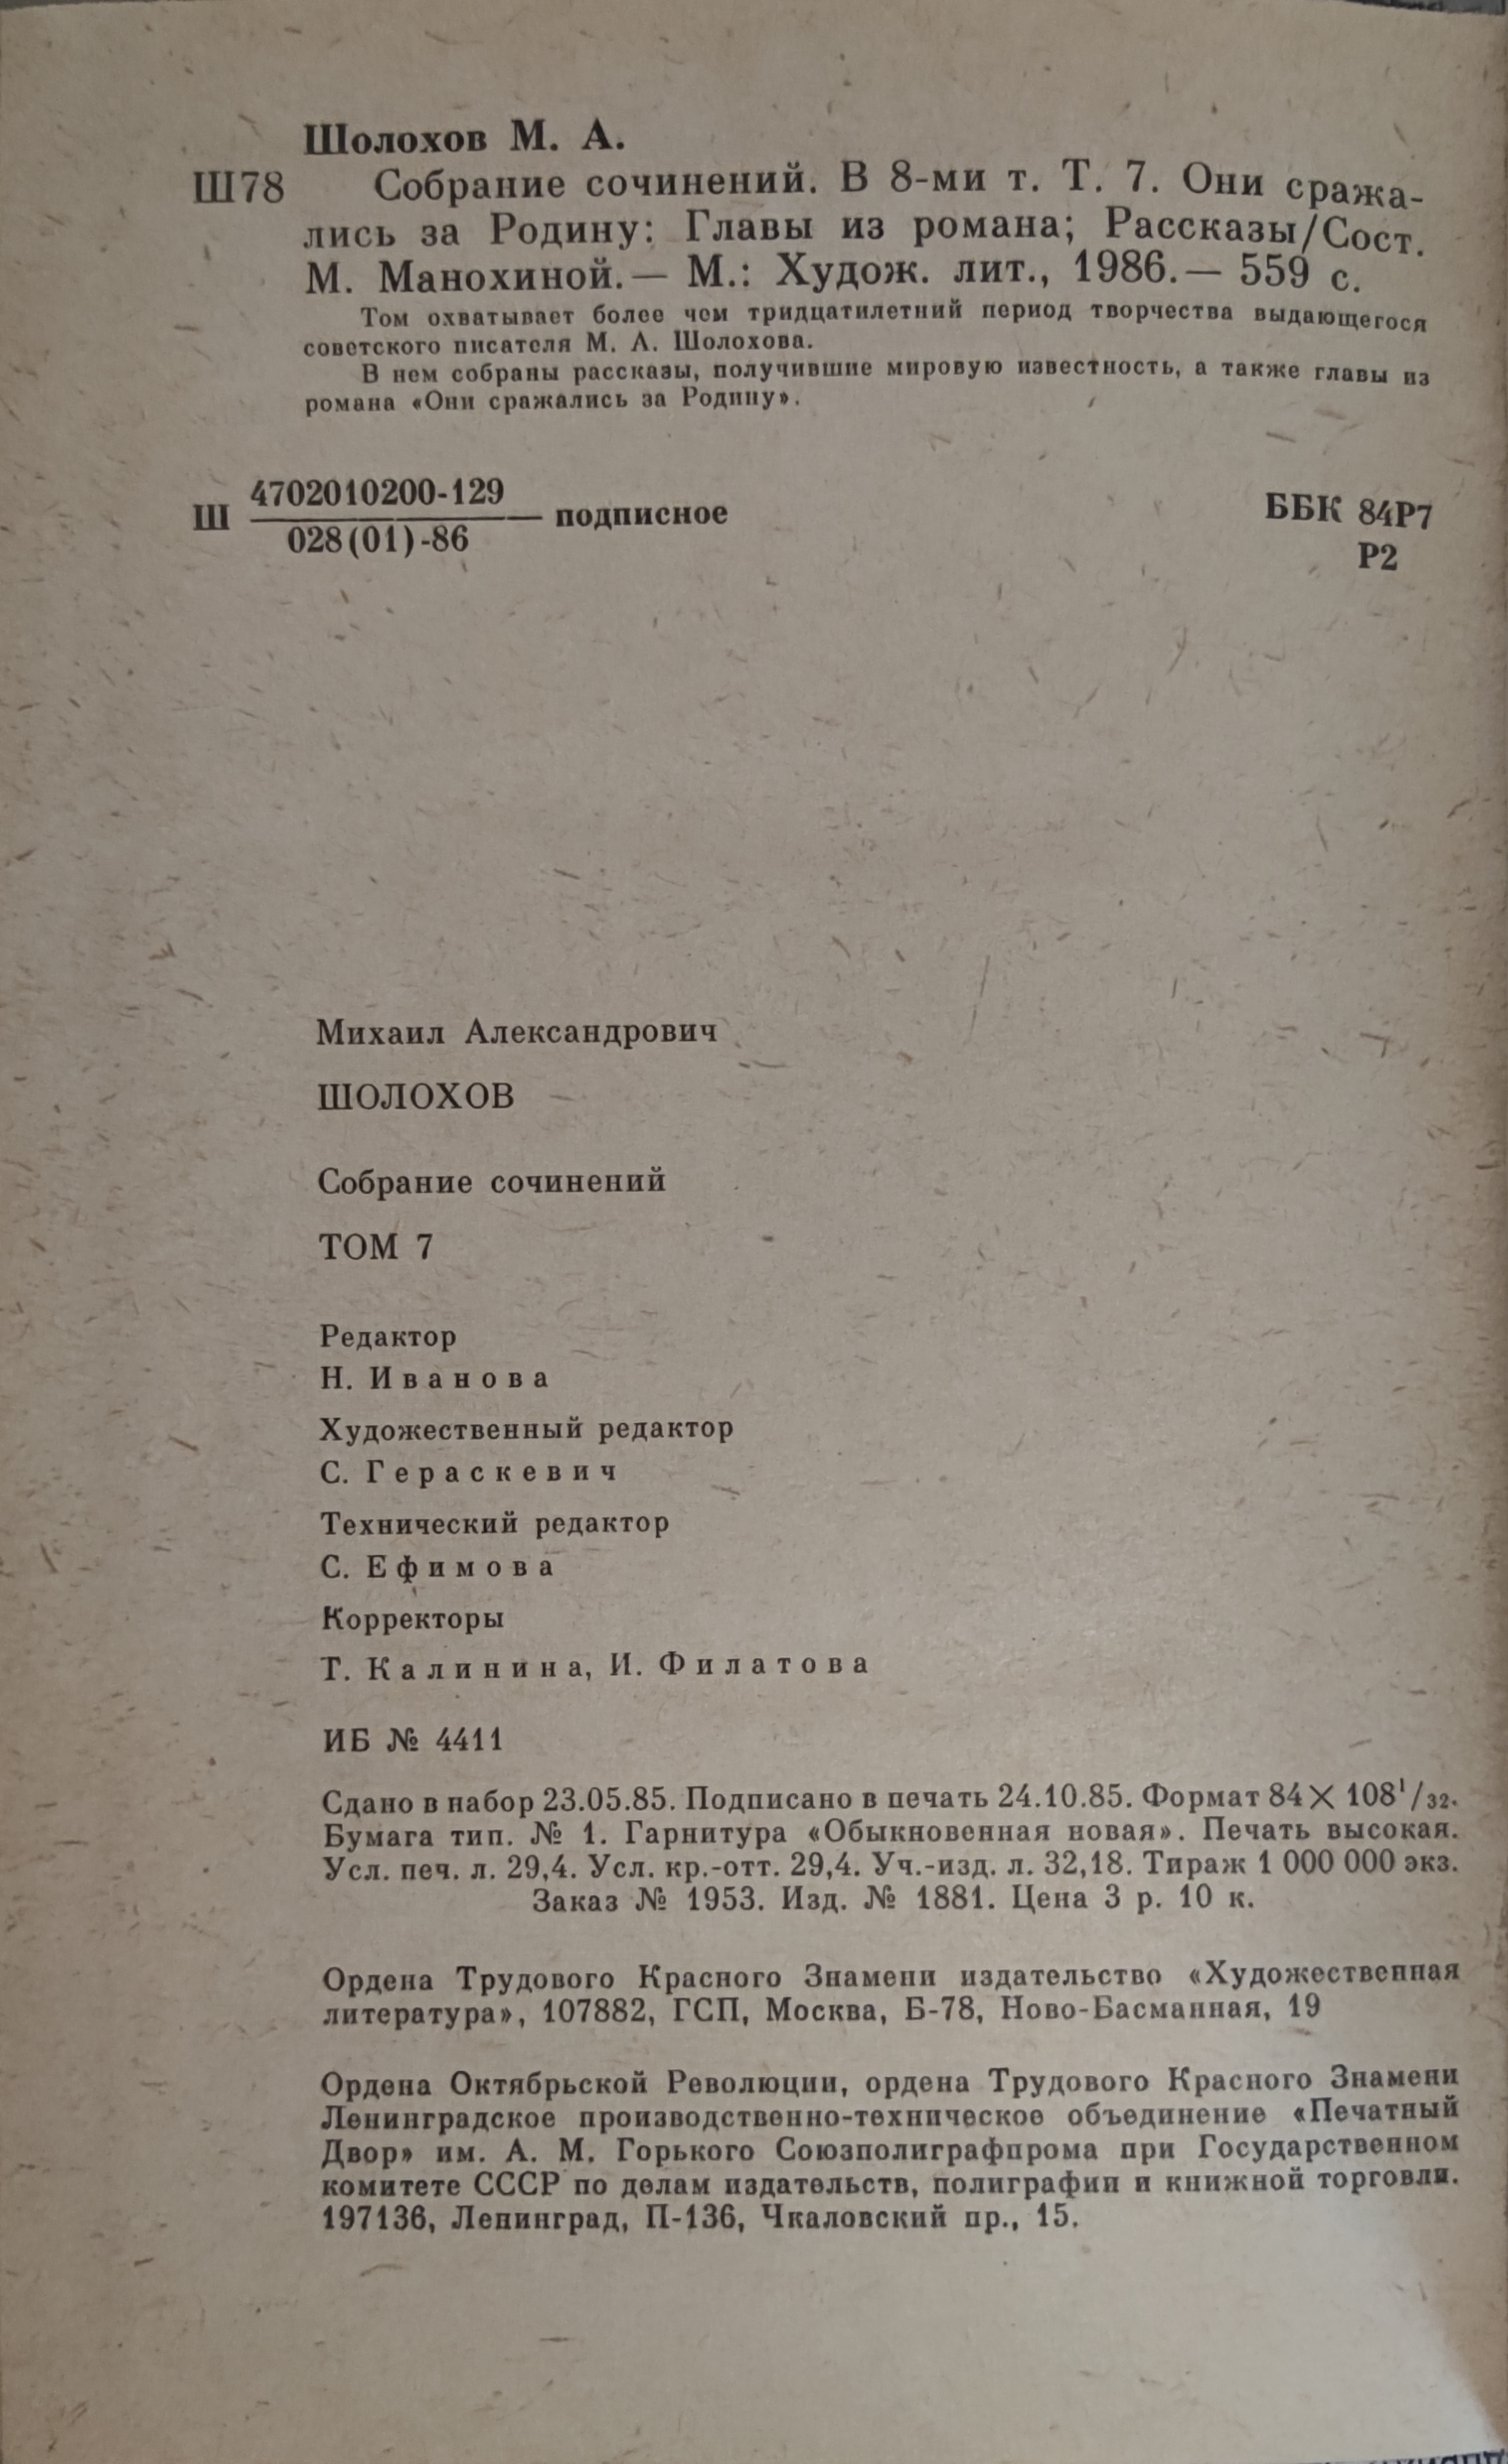 Шолохов М. А.
Ш78 Собрание сочинений. В 8-ми т. Т. 7. Они сража-
лись за Родину: Главы из романа; Рассказы/Сост.
М. Манохиной.— М.: Худож. лит., 1986.— 559 с.
Том охватывает более чем тридцатилетний период творчества выдающегося
советского писателя М. А. Шолохова.
В нем собраны рассказы, получившие мировую известность, а также главы из
романа «Они сражались за Родину».
4702010200-129
Ш — подписное
028(01)-86
ББК 84Р7
Р2
Михаил Александрович
ШОЛОХОВ
Собрание сочинений
ТОМ 7
Редактор
Н. Иванова
Художественный редактор
С. Гераскевич
Технический редактор
С. Ефимова
Корректоры
Т. Калинина, И. Филатова
ИБ № 4411
Сдано в набор 23.05.85. Подписано в печать 24.10.85. Формат 84 × 108¹/₃₂.
Бумага тип. № 1. Гарнитура «Обыкновенная новая». Печать высокая.
Усл. печ. л. 29,4. Усл. кр.-отт. 29,4. Уч.-изд. л. 32,18. Тираж 1 000 000 экз.
Заказ № 1953. Изд. № 1881. Цена 3 р. 10 к.
Ордена Трудового Красного Знамени издательство «Художественная
литература», 107882, ГСП, Москва, Б-78, Ново-Басманная, 19
Ордена Октябрьской Революции, ордена Трудового Красного Знамени
Ленинградское производственно-техническое объединение «Печатный
Двор» им. А. М. Горького Союзполиграфпрома при Государственном
комитете СССР по делам издательств, полиграфии и книжной торговли.
197136, Ленинград, П-136, Чкаловский пр., 15.